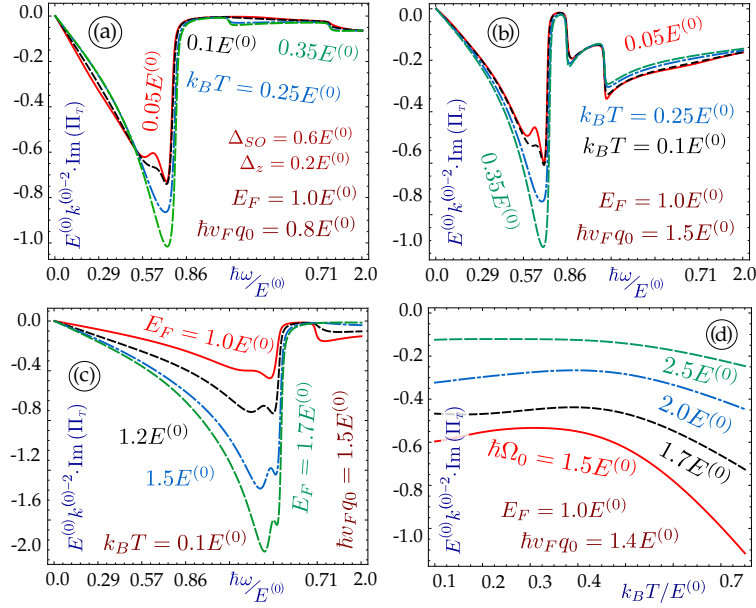 (a)
0.0
-0.2
-0.4
-0.6
-0.8
-1.0
E⁽⁰⁾k⁽⁰⁾⁻²·Im (Π_T)
0.1E⁽⁰⁾
0.35E⁽⁰⁾
0.05E⁽⁰⁾
k_BT = 0.25E⁽⁰⁾
Δ_SO = 0.6E⁽⁰⁾
Δ_z = 0.2E⁽⁰⁾
E_F = 1.0E⁽⁰⁾
ℏv_F q₀ = 0.8E⁽⁰⁾
0.0 0.29 0.57 0.86 ℏω/E⁽⁰⁾ 0.71 2.0
(b)
0.0
-0.2
-0.4
-0.6
-0.8
-1.0
E⁽⁰⁾k⁽⁰⁾⁻²·Im (Π_T)
0.05E⁽⁰⁾
k_BT = 0.25E⁽⁰⁾
k_BT = 0.1E⁽⁰⁾
0.35E⁽⁰⁾
E_F = 1.0E⁽⁰⁾
ℏv_F q₀ = 1.5E⁽⁰⁾
0.0 0.29 0.57 0.86 ℏω/E⁽⁰⁾ 0.71 2.0
(c)
0.0
-0.4
-0.8
-1.2
-1.6
-2.0
E⁽⁰⁾k⁽⁰⁾⁻²·Im (Π_T)
E_F = 1.0E⁽⁰⁾
1.2E⁽⁰⁾
1.5E⁽⁰⁾
E_F = 1.7E⁽⁰⁾
ℏv_F q₀ = 1.5E⁽⁰⁾
k_BT = 0.1E⁽⁰⁾
0.0 0.29 0.57 0.86 ℏω/E⁽⁰⁾ 0.71 2.0
(d)
0.0
-0.2
-0.4
-0.6
-0.8
-1.0
E⁽⁰⁾k⁽⁰⁾⁻²·Im (Π_T)
2.5E⁽⁰⁾
2.0E⁽⁰⁾
1.7E⁽⁰⁾
ℏΩ₀ = 1.5E⁽⁰⁾
E_F = 1.0E⁽⁰⁾
ℏv_F q₀ = 1.4E⁽⁰⁾
0.1 0.2 0.3 0.4 k_BT/E⁽⁰⁾ 0.7